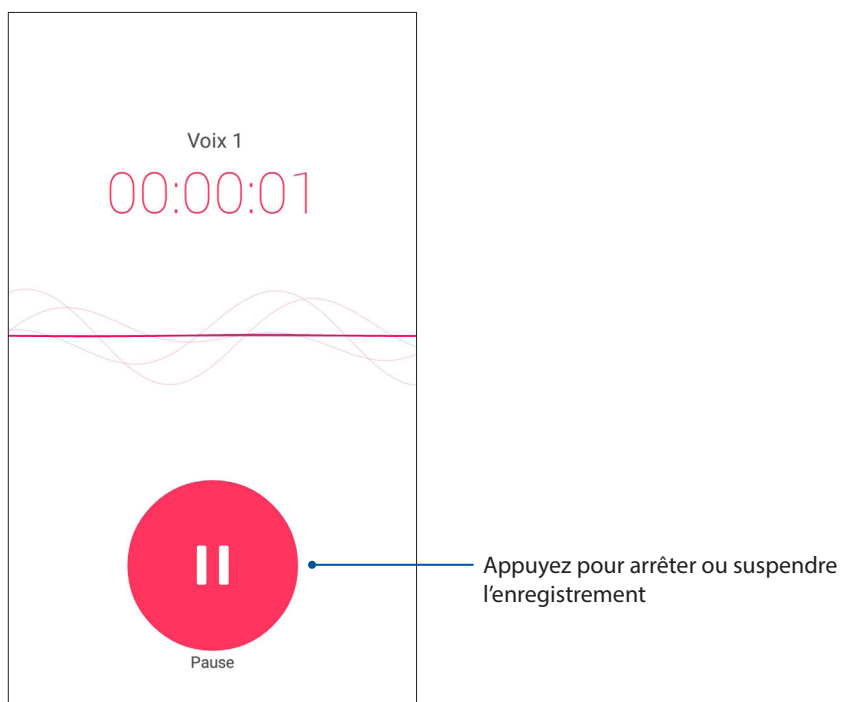 Voix 1
00:00:01
Appuyez pour arrêter ou suspendre
l’enregistrement
Pause